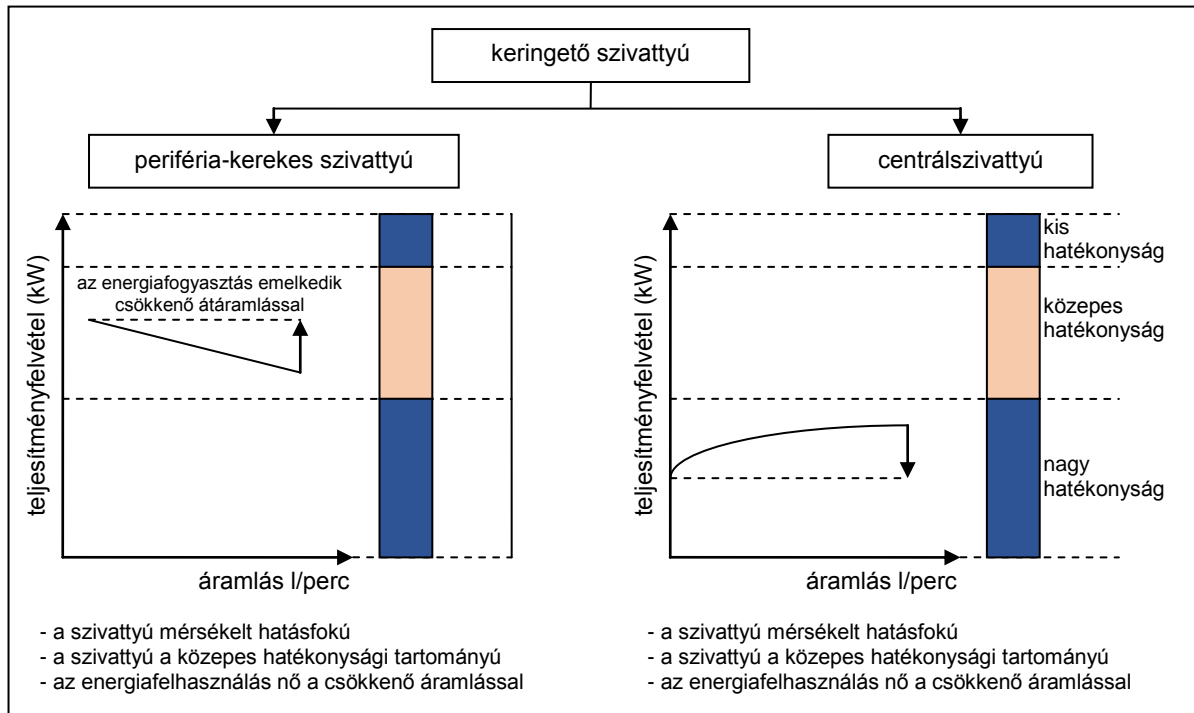 keringető szivattyú
periféria-kerekes szivattyú
centrálszivattyú
teljesítményfelvétel (kW)
az energiafogyasztás emelkedik
csökkenő átáramlással
áramlás l/perc
- a szivattyú mérsékelt hatásfokú
- a szivattyú a közepes hatékonysági tartományú
- az energiafelhasználás nő a csökkenő áramlással
teljesítményfelvétel (kW)
kis
hatékonyság
közepes
hatékonyság
nagy
hatékonyság
áramlás l/perc
- a szivattyú mérsékelt hatásfokú
- a szivattyú a közepes hatékonysági tartományú
- az energiafelhasználás nő a csökkenő áramlással